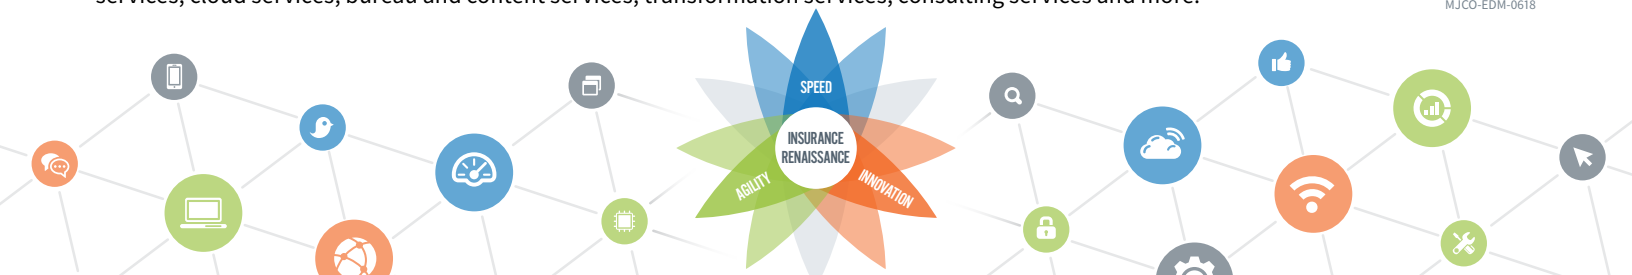 services, cloud services, bureau and content services, transformation services, consulting services and more.
MJCO-EDM-0618
SPEED
INSURANCE
RENAISSANCE
AGILITY
INNOVATION